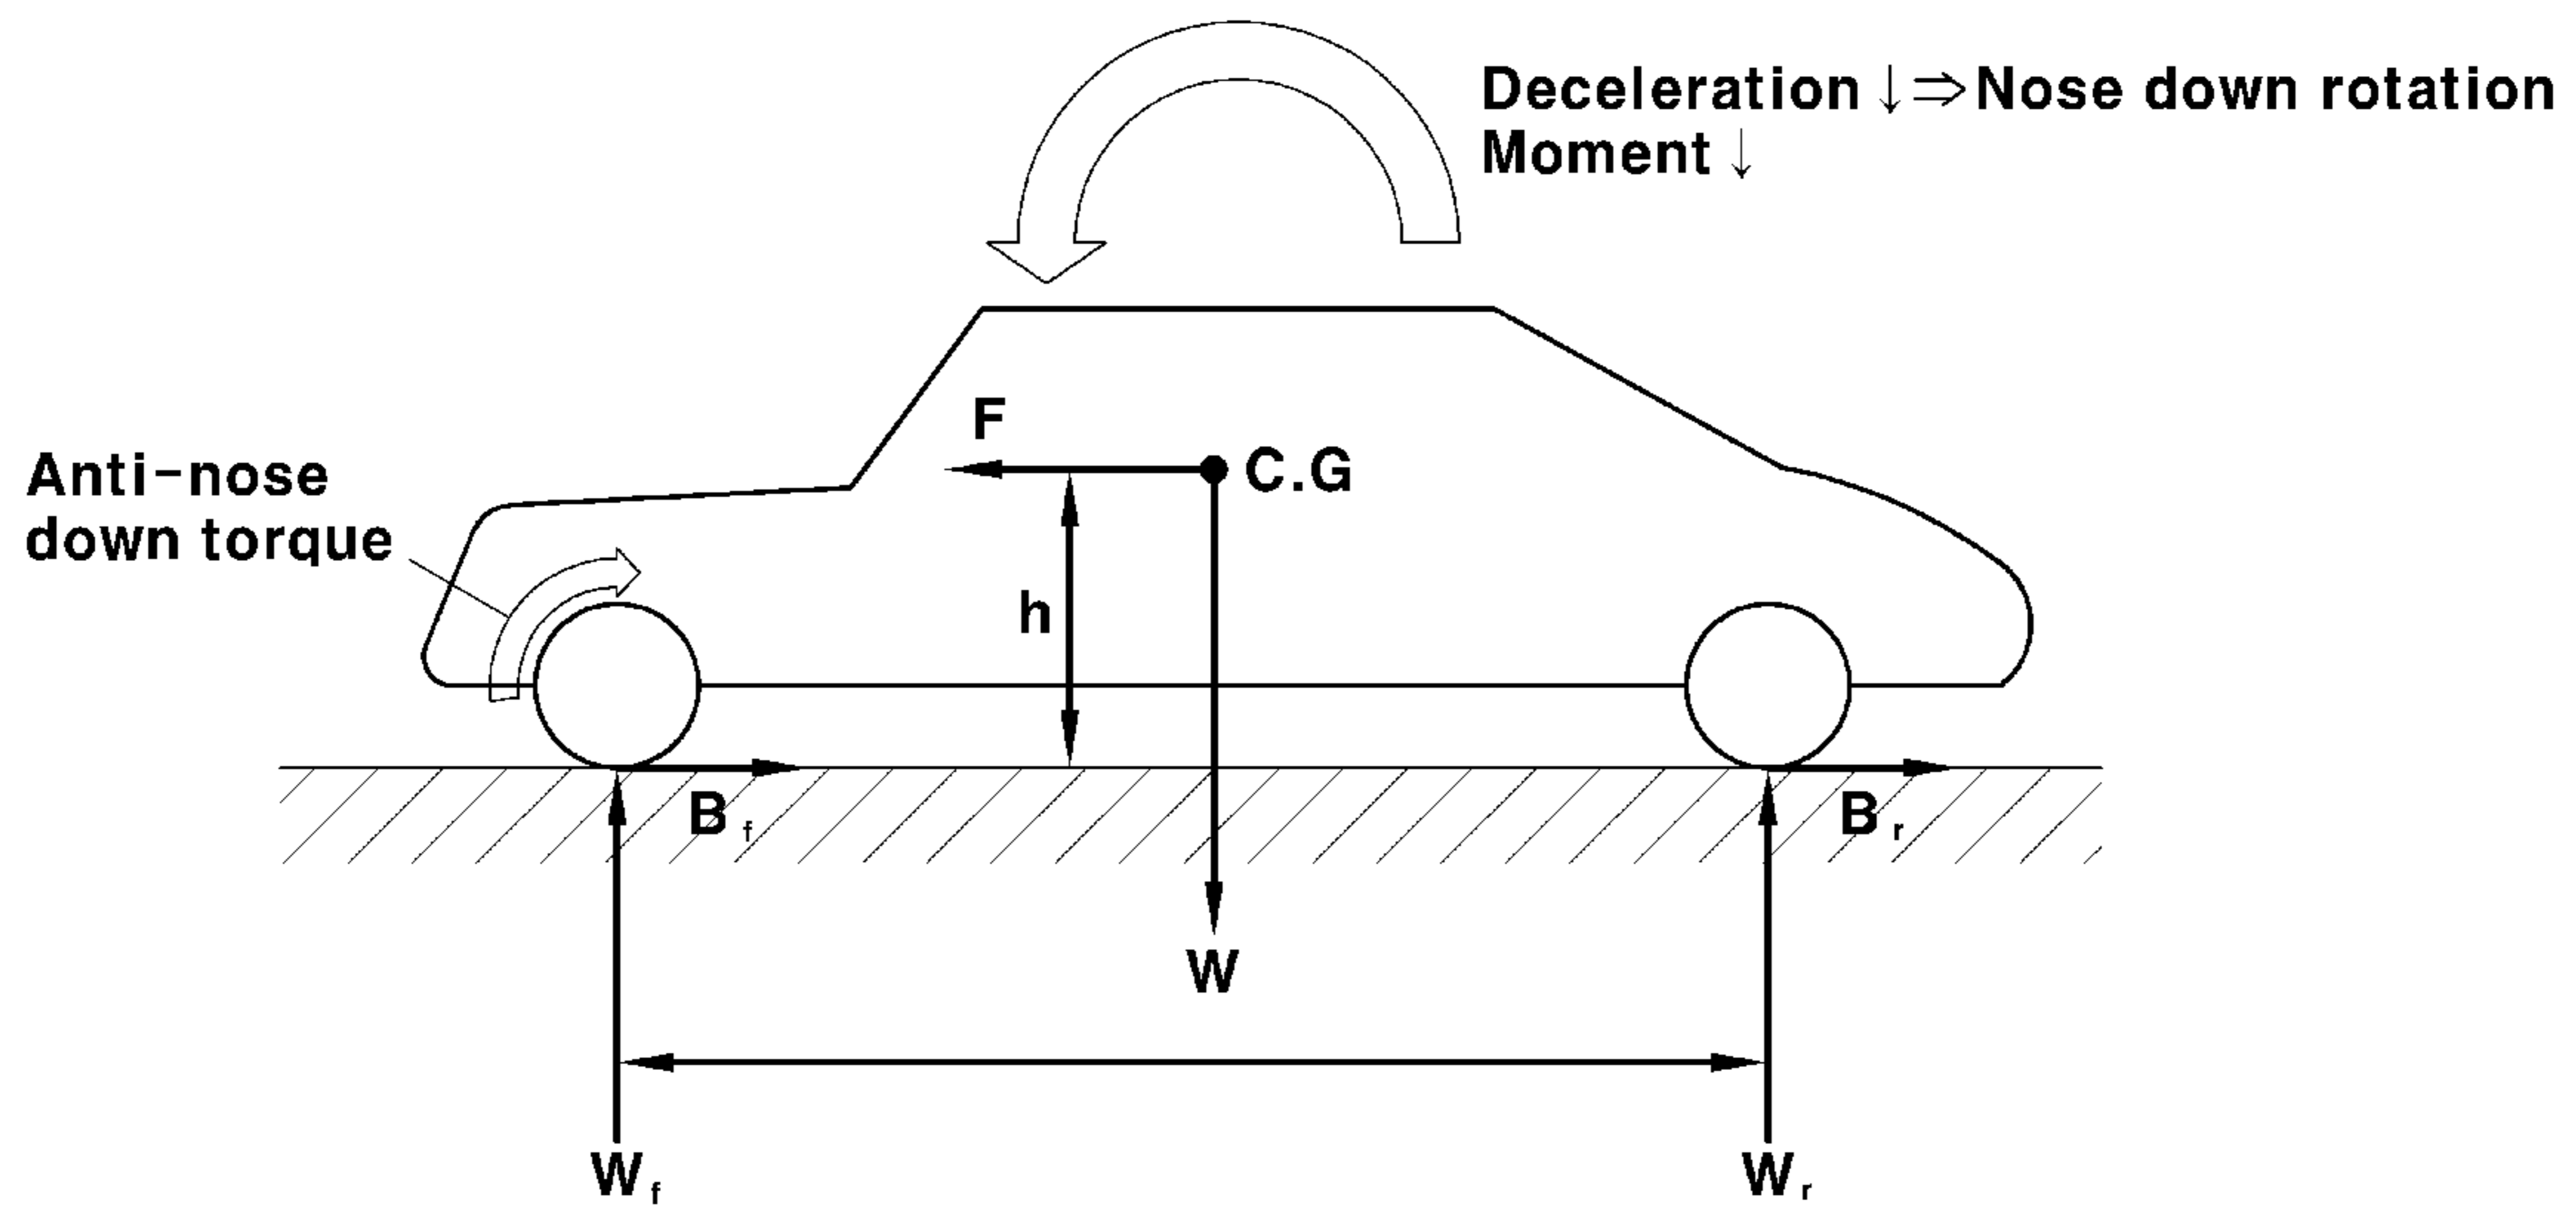 Deceleration ↓⇒Nose down rotation
Moment ↓
F
C.G
Anti-nose
down torque
h
B f
B r
W
W f
W r